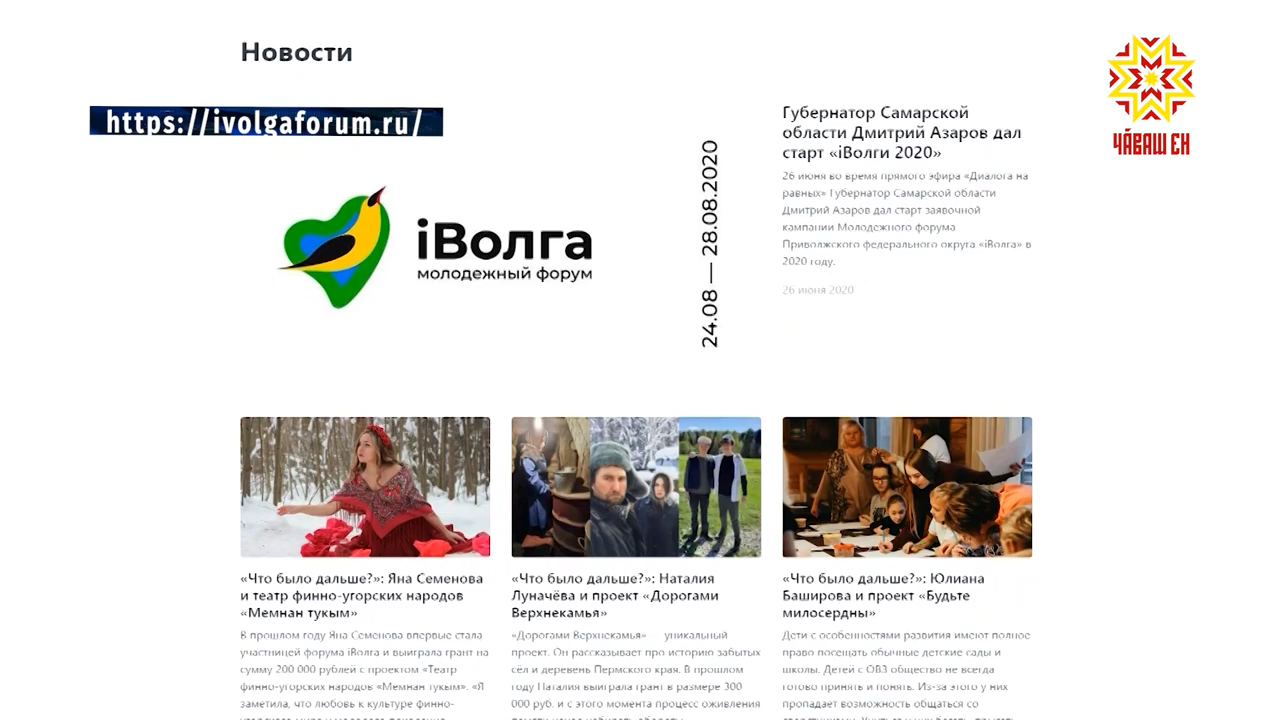 Новости
https://ivolgaforum.ru/
ЧӐВАШ ЕН
iВолга
молодежный форум
24.08 — 28.08.2020
Губернатор Самарской
области Дмитрий Азаров дал
старт «iВолги 2020»
26 июня во время прямого эфира «Диалога на
равных» Губернатор Самарской области
Дмитрий Азаров дал старт заявочной
кампании Молодежного форума
Приволжского федерального округа «iВолга» в
2020 году.
26 июня 2020
«Что было дальше?»: Яна Семенова
и театр финно-угорских народов
«Мемнан тукым»
В прошлом году Яна Семенова впервые стала
участницей форума iВолга и выиграла грант на
сумму 200 000 рублей с проектом «Театр
финно-угорских народов «Мемнан тукым». «Я
заметила, что любовь к культуре финно-
«Что было дальше?»: Наталия
Луначёва и проект «Дорогами
Верхнекамья»
«Дорогами Верхнекамья» уникальный
проект. Он рассказывает про историю забытых
сёл и деревень Пермского края. В прошлом
году Наталия выиграла грант в размере 300
000 руб. и с этого момента процесс оживления
«Что было дальше?»: Юлиана
Баширова и проект «Будьте
милосердны»
Дети с особенностями развития имеют полное
право посещать обычные детские сады и
школы. Детей с ОВЗ общество не всегда
готово принять и понять. Из-за этого у них
пропадает возможность общаться со